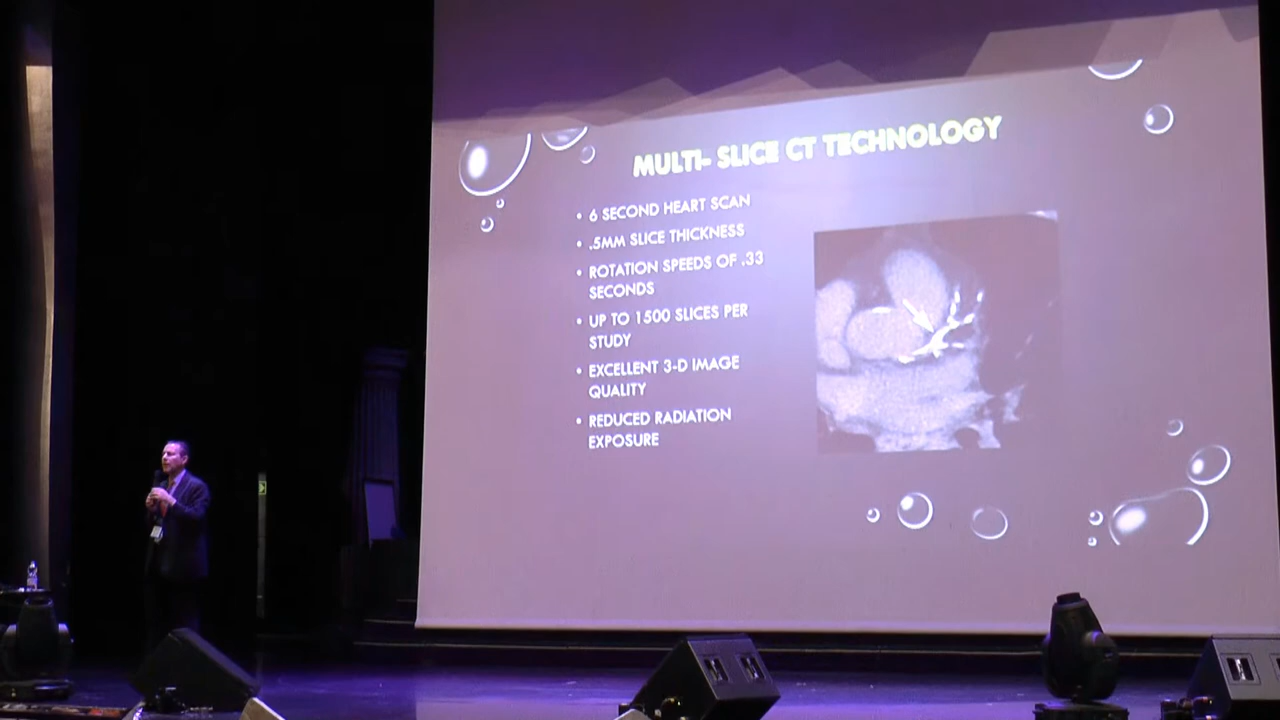 MULTI- SLICE CT TECHNOLOGY
• 6 SECOND HEART SCAN
• .5MM SLICE THICKNESS
• ROTATION SPEEDS OF .33
SECONDS
• UP TO 1500 SLICES PER
STUDY
• EXCELLENT 3-D IMAGE
QUALITY
• REDUCED RADIATION
EXPOSURE